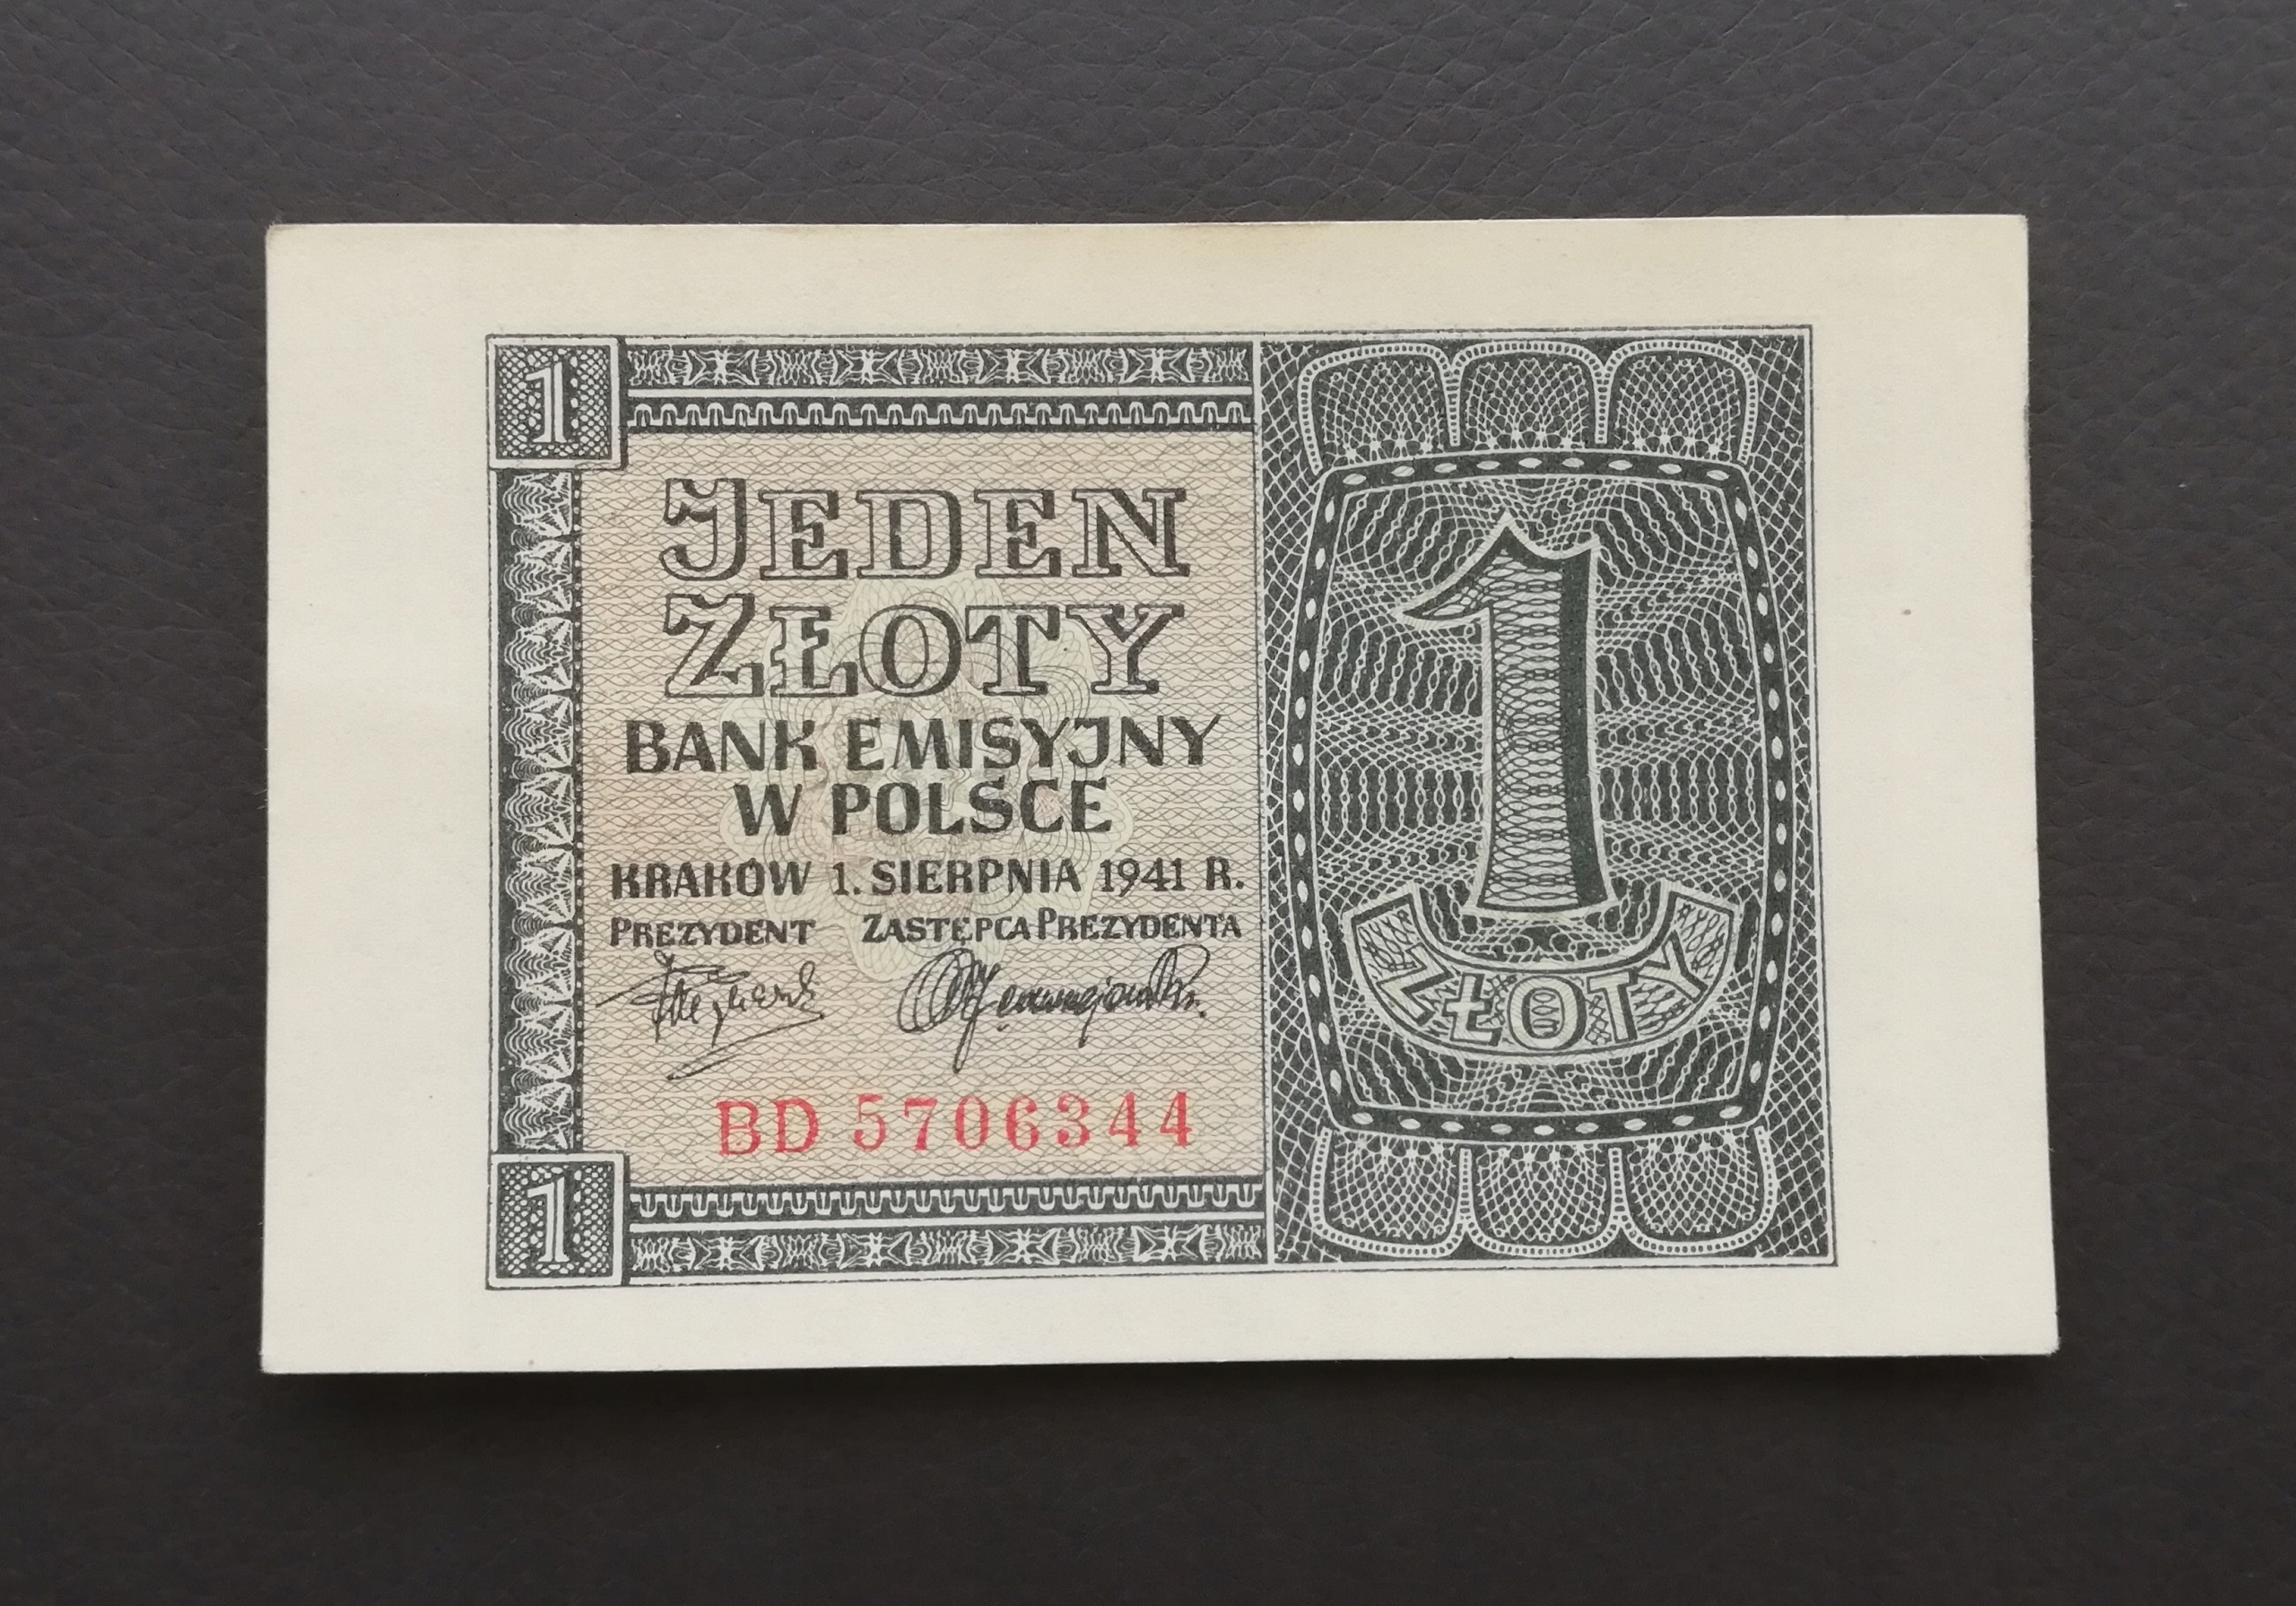 1
JEDEN
ZŁOTY
BANK EMISYJNY
W POLSCE
KRAKÓW 1. SIERPNIA 1941 R.
PREZYDENT ZASTĘPCA PREZYDENTA
BD 5706344
1
1
ZŁOTY